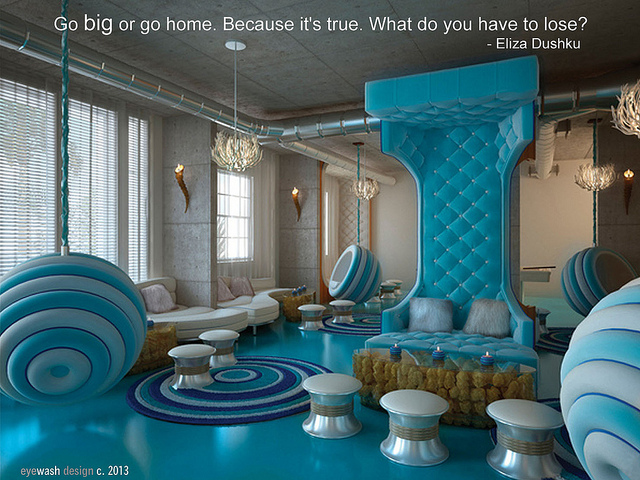 Go big or go home. Because it's true. What do you have to lose?
- Eliza Dushku
eyewash design c. 2013